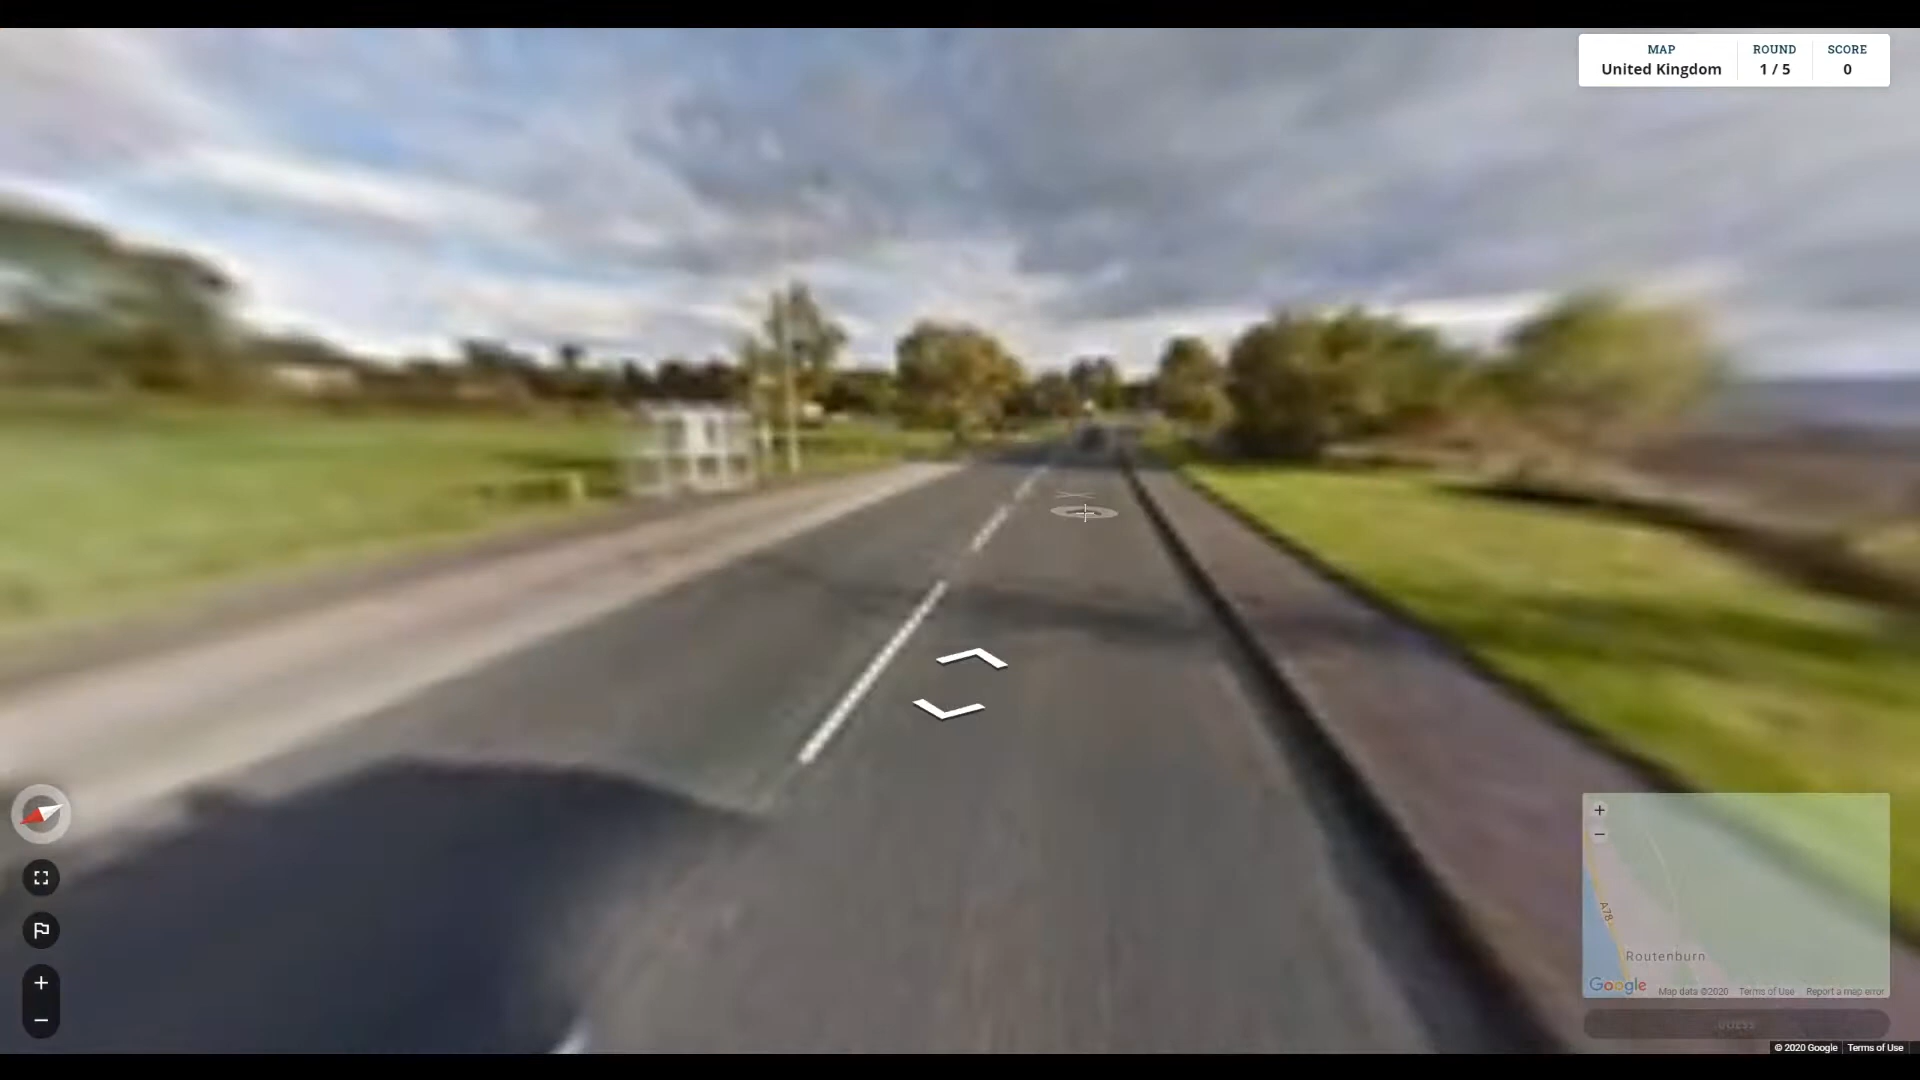 MAP
United Kingdom
ROUND
1 / 5
SCORE
0
A78
Routenburn
Google
Map data ©2020 Terms of Use Report a map error
GUESS
© 2020 Google Terms of Use